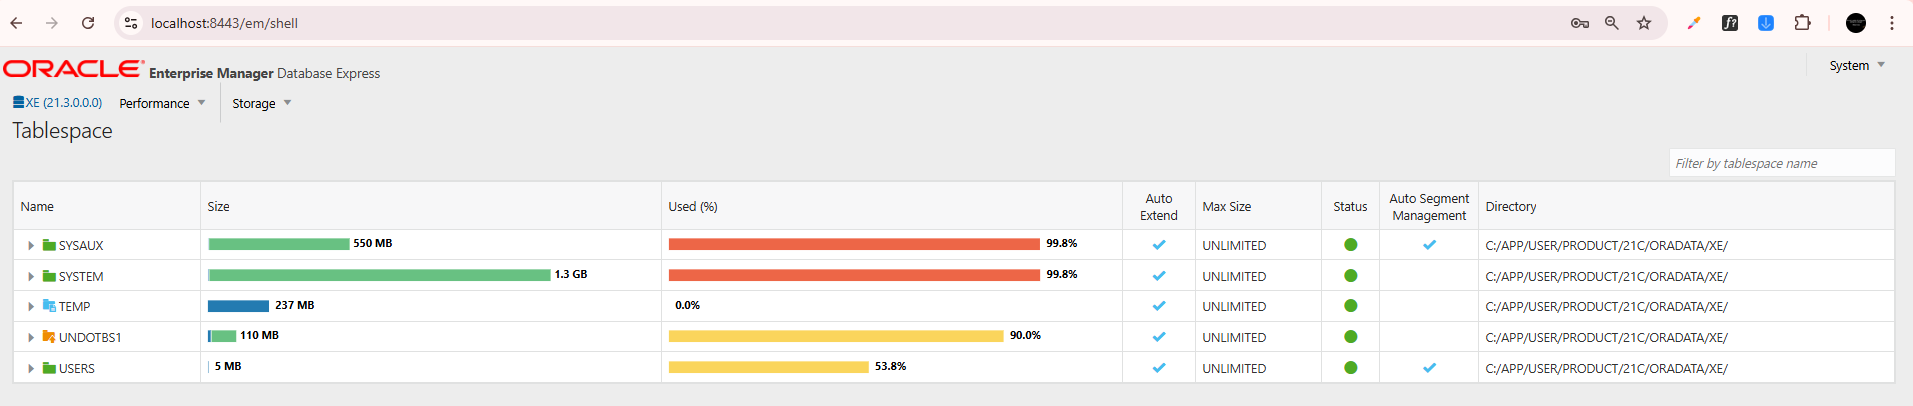 localhost:8443/em/shell
f?
ORACLE Enterprise Manager Database Express
System
XE (21.3.0.0.0) Performance Storage
Tablespace
Filter by tablespace name
Name Size Used (%) Auto Extend Max Size Status Auto Segment Management Directory
SYSAUX 550 MB 99.8% UNLIMITED C:/APP/USER/PRODUCT/21C/ORADATA/XE/
SYSTEM 1.3 GB 99.8% UNLIMITED C:/APP/USER/PRODUCT/21C/ORADATA/XE/
TEMP 237 MB 0.0% UNLIMITED C:/APP/USER/PRODUCT/21C/ORADATA/XE/
UNDOTBS1 110 MB 90.0% UNLIMITED C:/APP/USER/PRODUCT/21C/ORADATA/XE/
USERS 5 MB 53.8% UNLIMITED C:/APP/USER/PRODUCT/21C/ORADATA/XE/